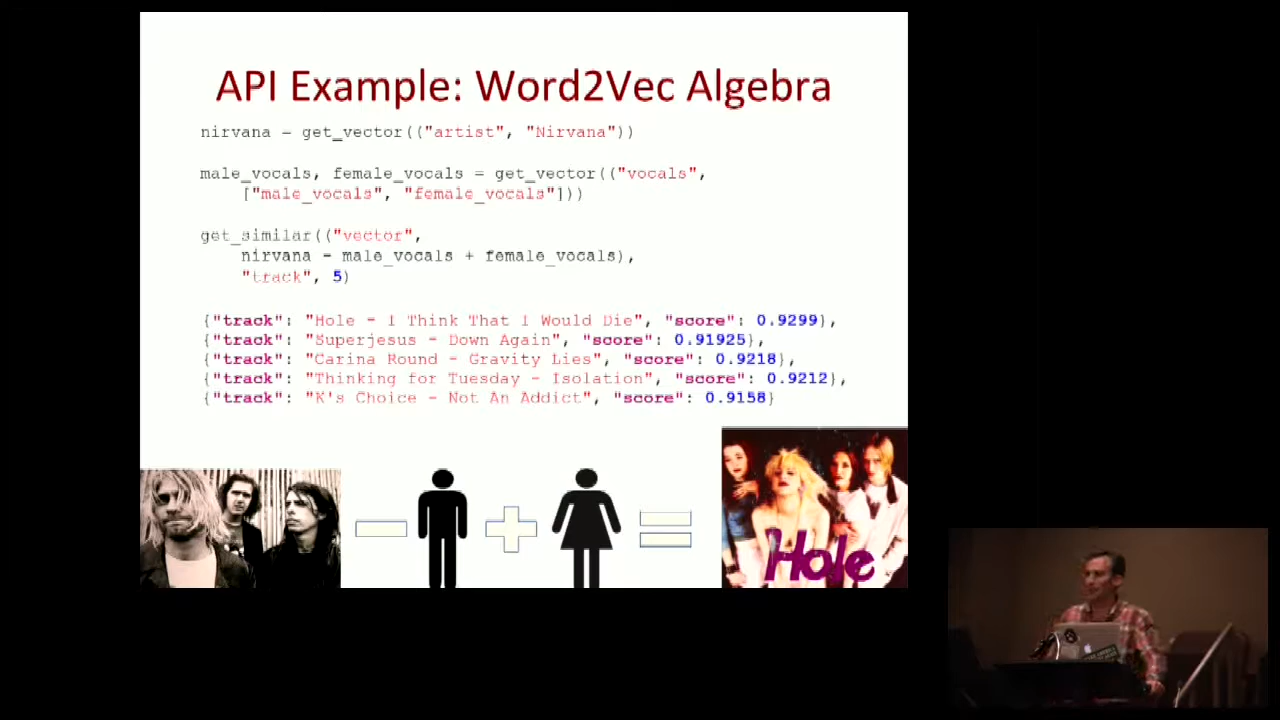 API Example: Word2Vec Algebra
nirvana = get_vector(("artist", "Nirvana"))
male_vocals, female_vocals = get_vector(("vocals",
["male_vocals", "female_vocals"]))
get_similar(("vector",
nirvana - male_vocals + female_vocals),
"track", 5)
{"track": "Hole - I Think That I Would Die", "score": 0.9299},
{"track": "Superjesus - Down Again", "score": 0.91925},
{"track": "Carina Round - Gravity Lies", "score": 0.9218},
{"track": "Thinking for Tuesday - Isolation", "score": 0.9212},
{"track": "K's Choice - Not An Addict", "score": 0.9158}
Hole